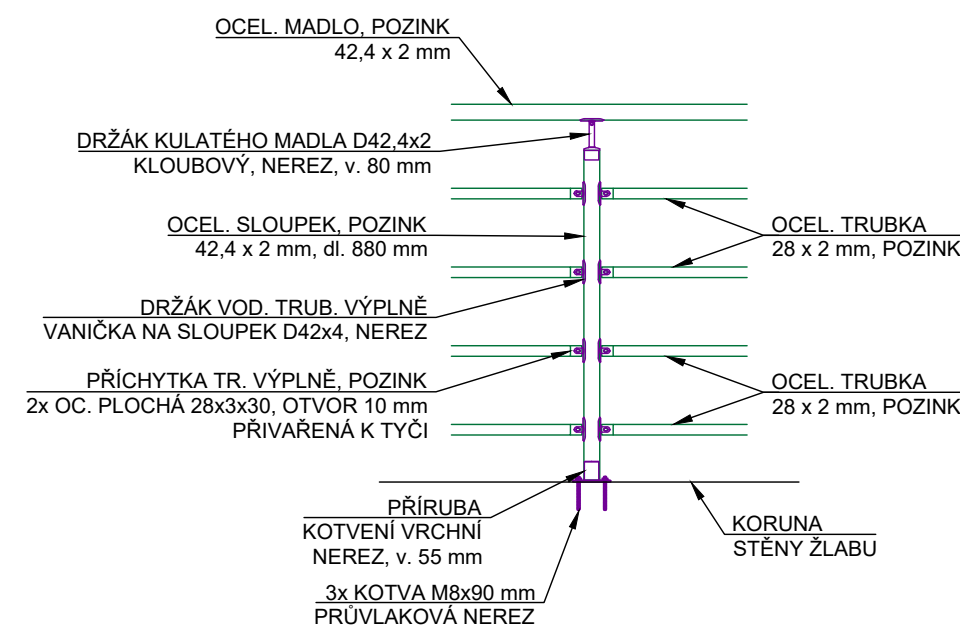 OCEL. MADLO, POZINK
42,4 x 2 mm
DRŽÁK KULATÉHO MADLA D42,4x2
KLOUBOVÝ, NEREZ, v. 80 mm
OCEL. SLOUPEK, POZINK
42,4 x 2 mm, dl. 880 mm
OCEL. TRUBKA
28 x 2 mm, POZINK
DRŽÁK VOD. TRUB. VÝPLNĚ
VANIČKA NA SLOUPEK D42x4, NEREZ
PŘÍCHYTKA TR. VÝPLNĚ, POZINK
2x OC. PLOCHÁ 28x3x30, OTVOR 10 mm
PŘIVAŘENÁ K TYČI
OCEL. TRUBKA
28 x 2 mm, POZINK
PŘÍRUBA
KOTVENÍ VRCHNÍ
NEREZ, v. 55 mm
KORUNA
STĚNY ŽLABU
3x KOTVA M8x90 mm
PRŮVLAKOVÁ NEREZ